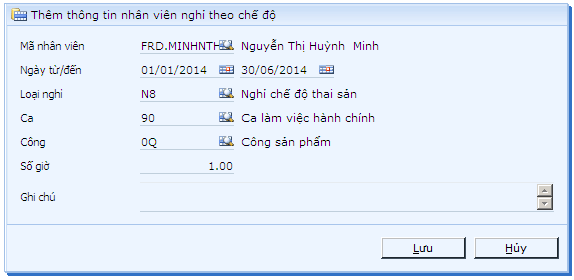 Thêm thông tin nhân viên nghỉ theo chế độ
Mã nhân viên FRD.MINHNTH Nguyễn Thị Huỳnh Minh
Ngày từ/đến 01/01/2014 30/06/2014
Loại nghỉ N8 Nghỉ chế độ thai sản
Ca 90 Ca làm việc hành chính
Công 0Q Công sản phẩm
Số giờ 1.00
Ghi chú
Lưu Hủy